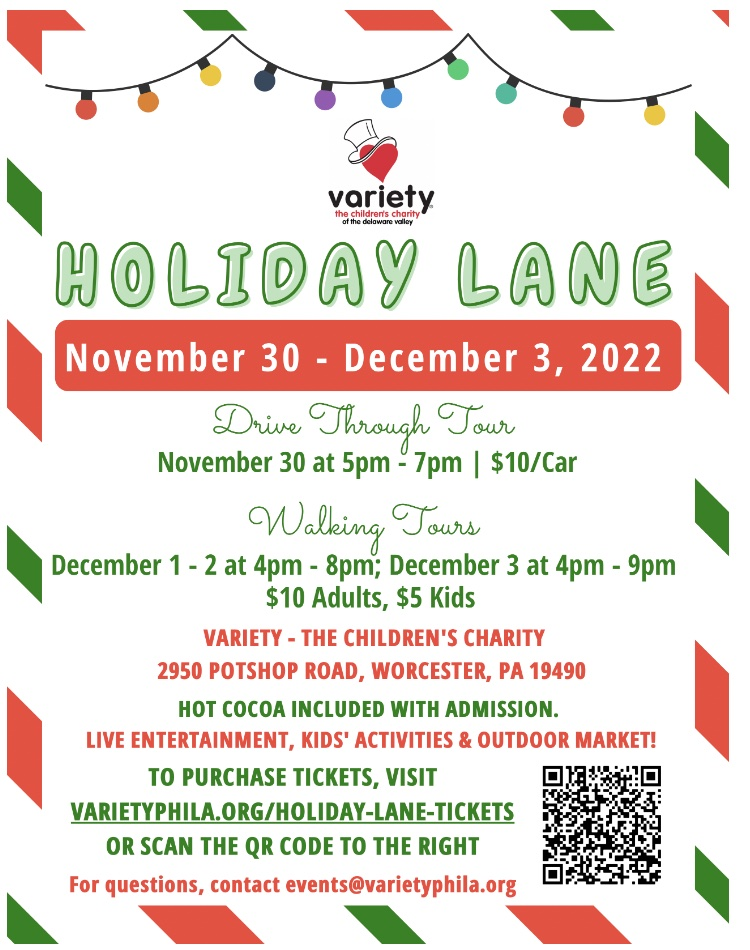 variety
the children's charity
of the delaware valley
HOLIDAY LANE
November 30 - December 3, 2022
Drive Through Tour
November 30 at 5pm - 7pm | $10/Car
Walking Tours
December 1 - 2 at 4pm - 8pm; December 3 at 4pm - 9pm
$10 Adults, $5 Kids
VARIETY - THE CHILDREN'S CHARITY
2950 POTSHOP ROAD, WORCESTER, PA 19490
HOT COCOA INCLUDED WITH ADMISSION.
LIVE ENTERTAINMENT, KIDS' ACTIVITIES & OUTDOOR MARKET!
TO PURCHASE TICKETS, VISIT
VARIETYPHILA.ORG/HOLIDAY-LANE-TICKETS
OR SCAN THE QR CODE TO THE RIGHT
For questions, contact events@varietyphila.org